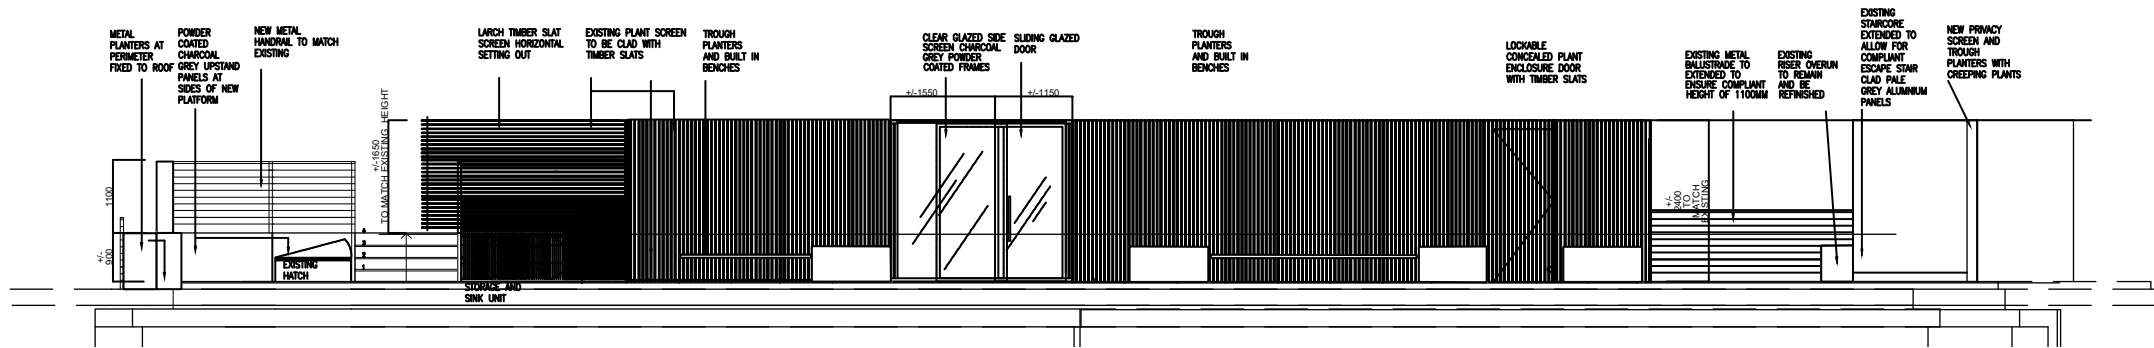 METAL
PLANTERS AT
PERIMETER
FIXED TO ROOF
POWDER
COATED
CHARCOAL
GREY UPSTAND
PANELS AT
SIDES OF NEW
PLATFORM
NEW METAL
HANDRAIL TO MATCH
EXISTING
LARCH TIMBER SLAT
SCREEN HORIZONTAL
SETTING OUT
EXISTING PLANT SCREEN
TO BE CLAD WITH
TIMBER SLATS
TROUGH
PLANTERS
AND BUILT IN
BENCHES
CLEAR GLAZED SIDE
SCREEN CHARCOAL
GREY POWDER
COATED FRAMES
SLIDING GLAZED
DOOR
TROUGH
PLANTERS
AND BUILT IN
BENCHES
LOCKABLE
CONCEALED PLANT
ENCLOSURE DOOR
WITH TIMBER SLATS
EXISTING METAL
BALUSTRADE TO
EXTENDED TO
ENSURE COMPLIANT
HEIGHT OF 1100MM
EXISTING
RISER OVERUN
TO REMAIN
AND BE
REFINISHED
EXISTING
STAIRCORE
EXTENDED TO
ALLOW FOR
COMPLIANT
ESCAPE STAIR
CLAD PALE
GREY ALUMNIUM
PANELS
NEW PRIVACY
SCREEN AND
TROUGH
PLANTERS WITH
CREEPING PLANTS
+/-1550
+/-1150
+/-1650
TO MATCH EXISTING HEIGHT
1100
+/-
900
+/-
2400
TO
MATCH
EXISTING
4
3
2
1
EXISTING
HATCH
STORAGE AND
SINK UNIT